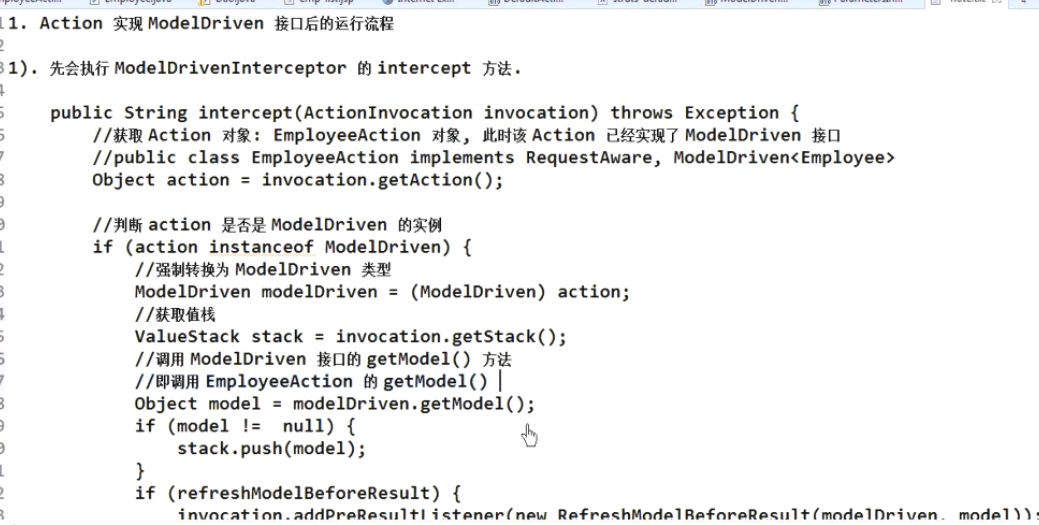 1. Action 实现 ModelDriven 接口后的运行流程
1). 先会执行 ModelDrivenInterceptor 的 intercept 方法.
public String intercept(ActionInvocation invocation) throws Exception {
//获取 Action 对象: EmployeeAction 对象, 此时该 Action 已经实现了 ModelDriven 接口
//public class EmployeeAction implements RequestAware, ModelDriven<Employee>
Object action = invocation.getAction();
//判断 action 是否是 ModelDriven 的实例
if (action instanceof ModelDriven) {
//强制转换为 ModelDriven 类型
ModelDriven modelDriven = (ModelDriven) action;
//获取值栈
ValueStack stack = invocation.getStack();
//调用 ModelDriven 接口的 getModel() 方法
//即调用 EmployeeAction 的 getModel()
Object model = modelDriven.getModel();
if (model !=  null) {
stack.push(model);
}
if (refreshModelBeforeResult) {
invocation.addPreResultListener(new RefreshModelBeforeResult(modelDriven, model));